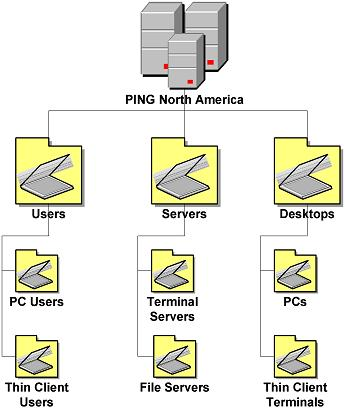 PING North America
Users
Servers
Desktops
PC Users
Terminal
Servers
PCs
Thin Client
Users
File Servers
Thin Client
Terminals